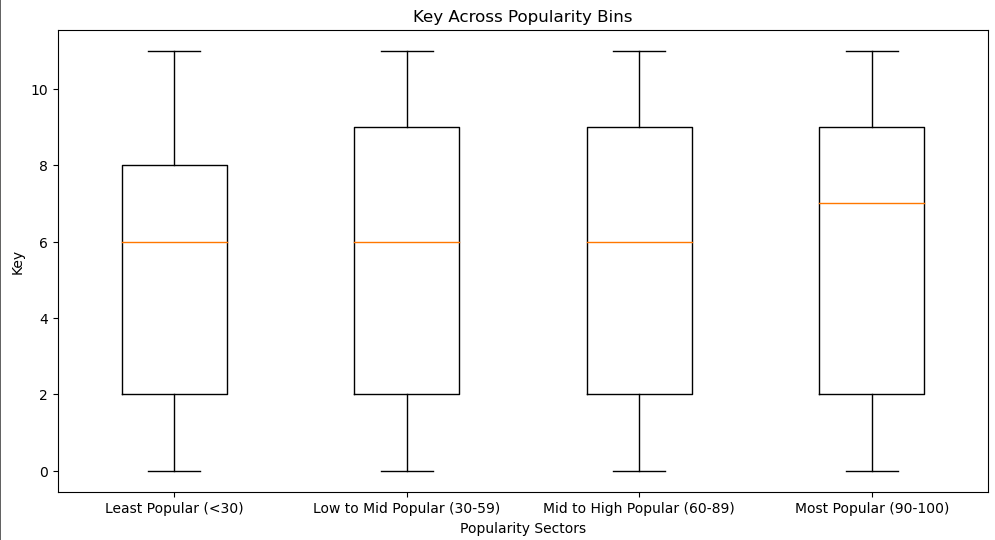 Key Across Popularity Bins
10
8
6
4
2
0
Key
Least Popular (<30)
Low to Mid Popular (30-59)
Mid to High Popular (60-89)
Most Popular (90-100)
Popularity Sectors